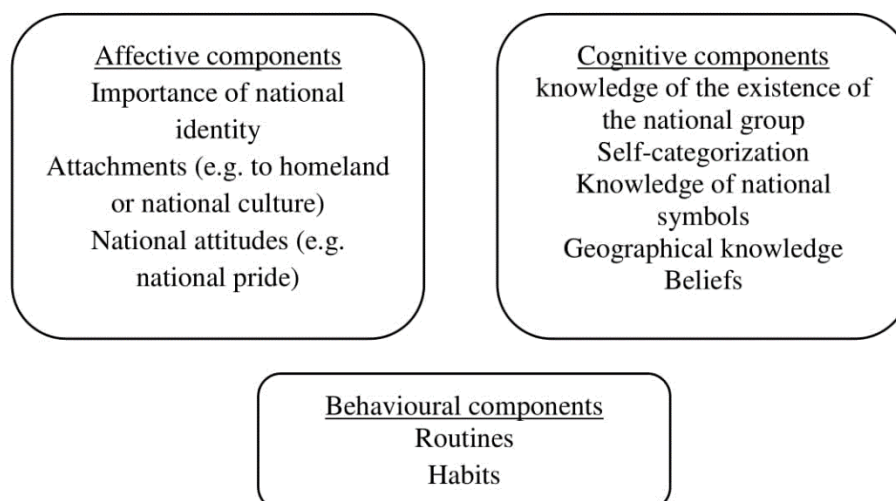 Affective components
Importance of national
identity
Attachments (e.g. to homeland
or national culture)
National attitudes (e.g.
national pride)
Cognitive components
knowledge of the existence of
the national group
Self-categorization
Knowledge of national
symbols
Geographical knowledge
Beliefs
Behavioural components
Routines
Habits